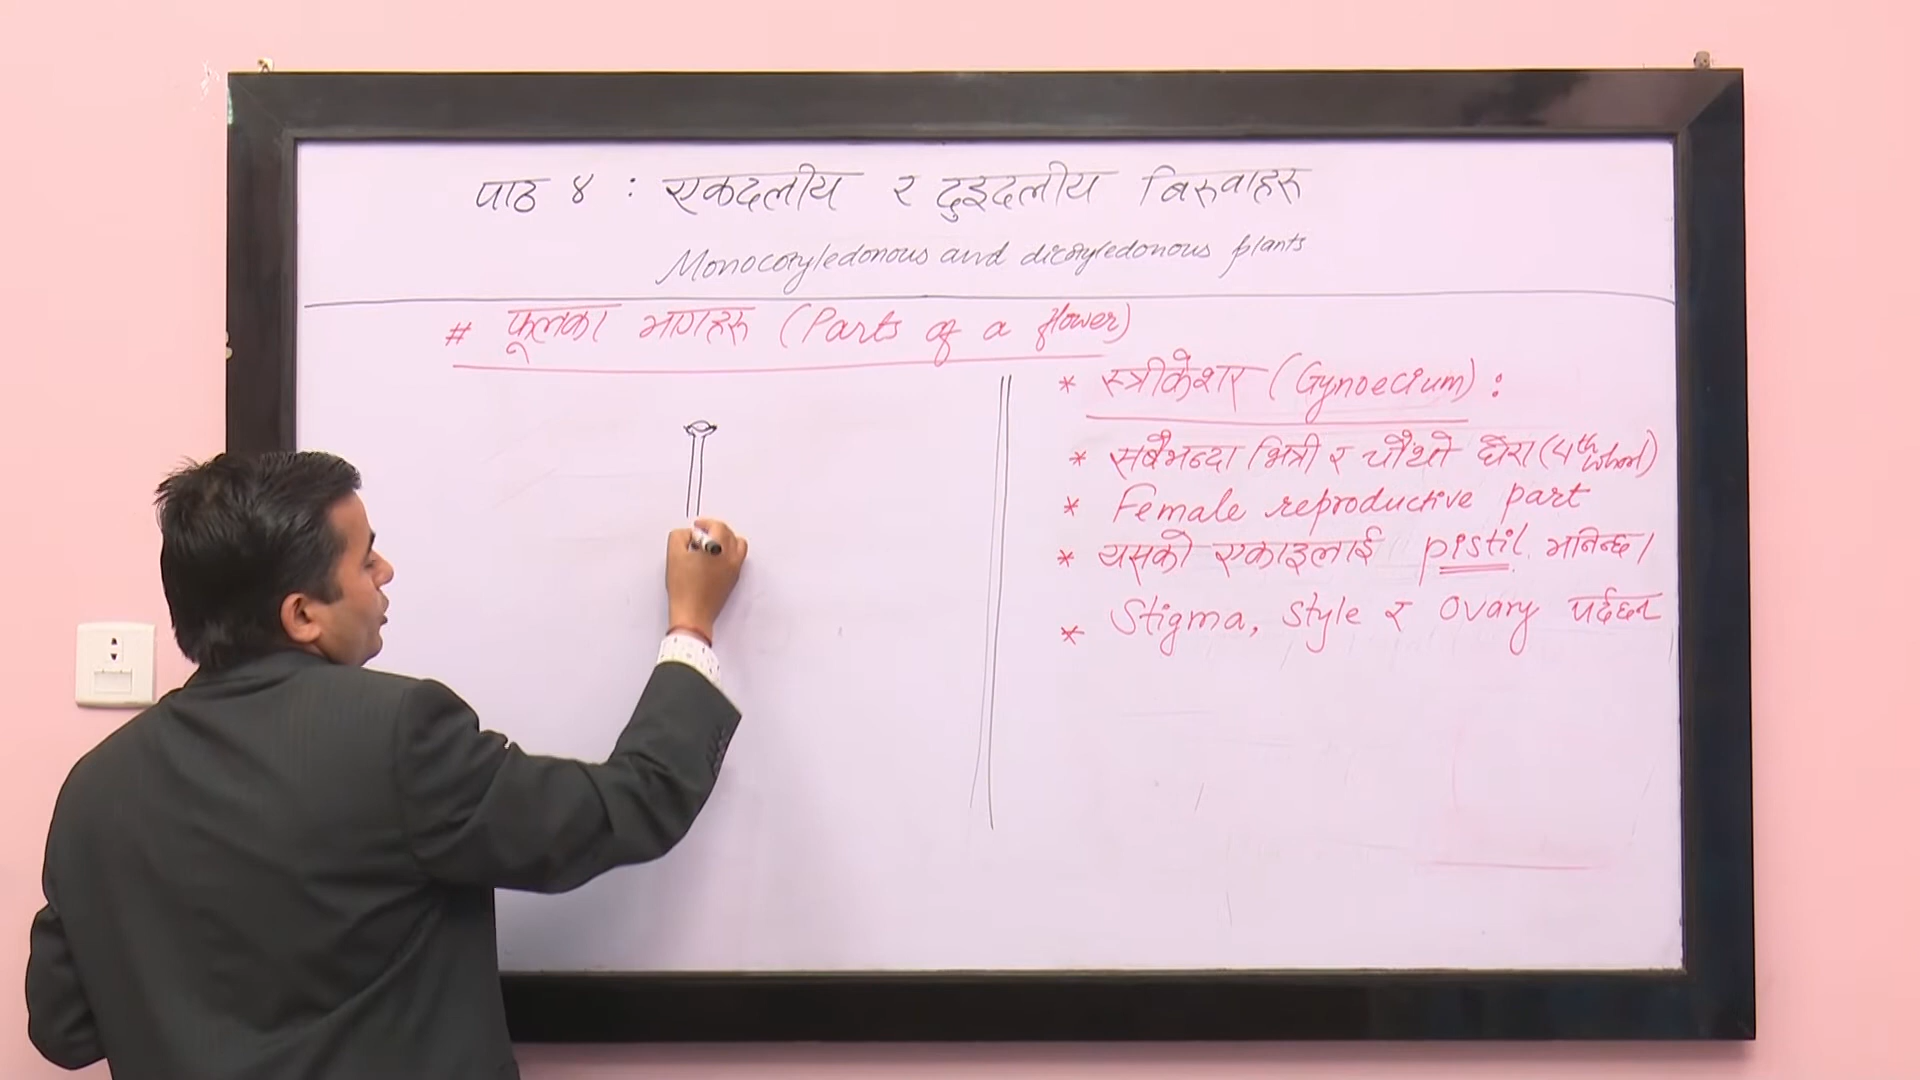 पाठ ४ : एकदलीय र दुइदलीय बिरुवाहरु
Monocotyledonous and dicotyledonous plants
# फूलका भागहरु (Parts of a flower)
* स्त्रीकेशर (Gynoecium) :
* सबैभन्दा भित्री र चौथो घेरा (4th whorl)
* Female reproductive part
* यसको एकाइलाई pistil भनिन्छ।
* Stigma, style र Ovary पर्दछन